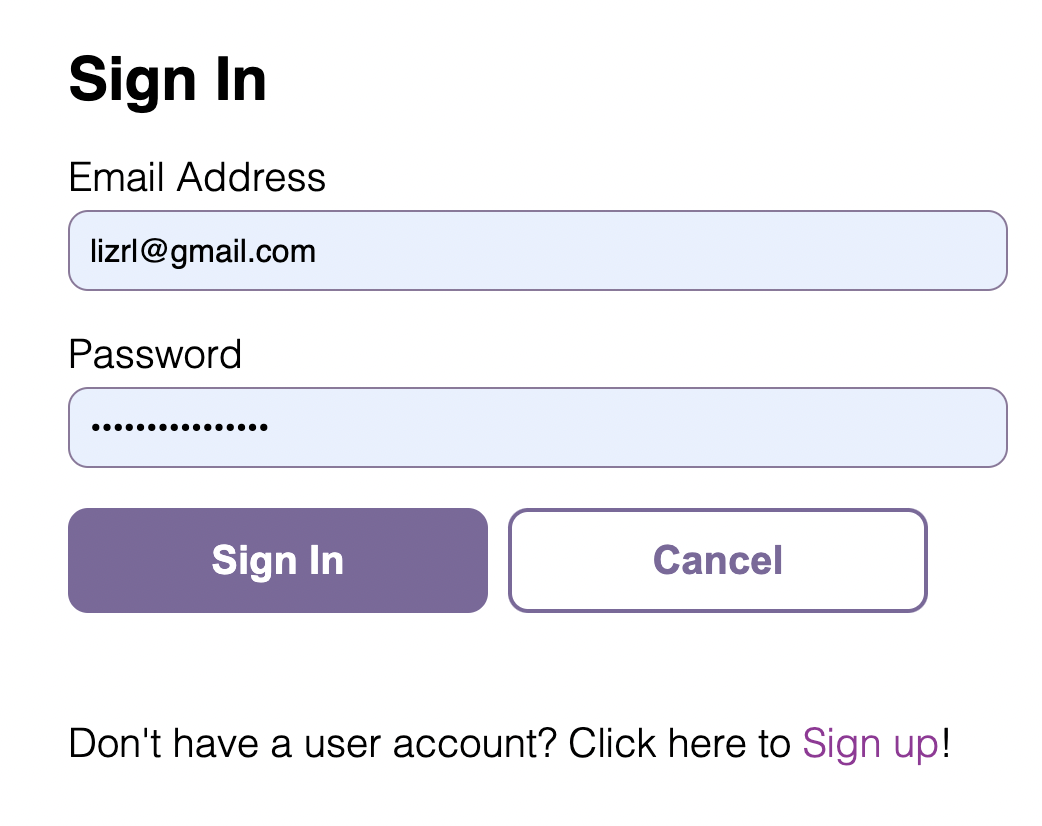 Sign In
Email Address
lizrl@gmail.com
Password
••••••••••••••••
Sign In
Cancel
Don't have a user account? Click here to Sign up!